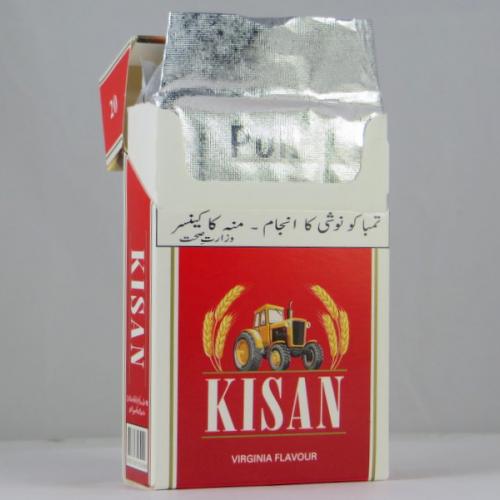 20
PULL
تمباکو نوشی کا انجام ۔ منہ کا کینسر
وزارتِ صحت
KISAN
KISAN
VIRGINIA FLAVOUR